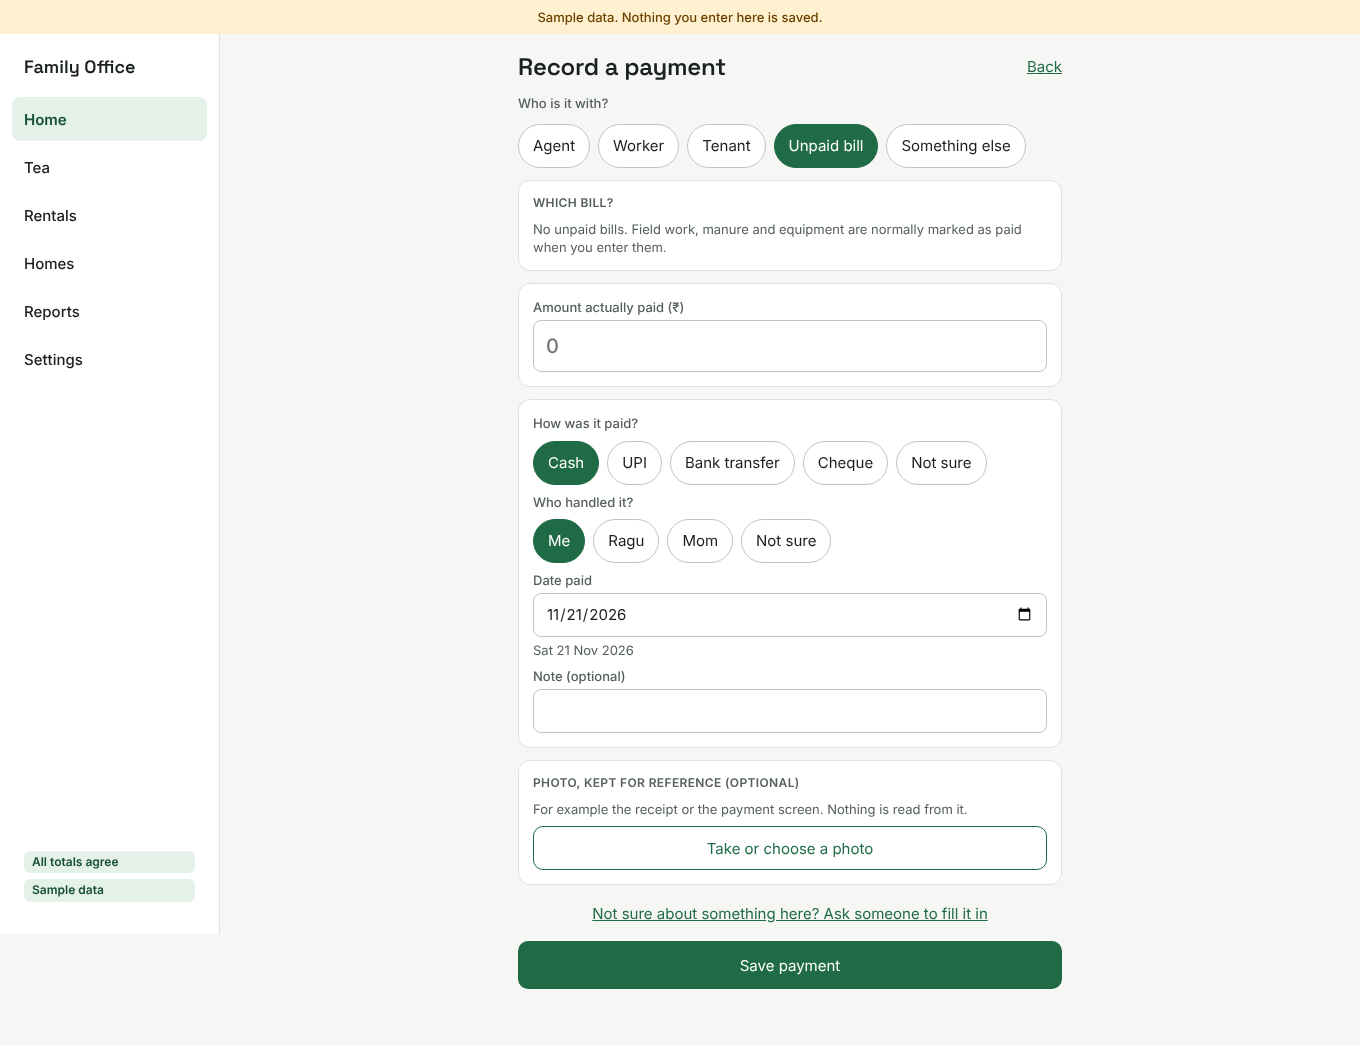 Sample data. Nothing you enter here is saved.
Family Office
Home
Tea
Rentals
Homes
Reports
Settings
All totals agree
Sample data
Record a payment
Back
Who is it with?
Agent
Worker
Tenant
Unpaid bill
Something else
WHICH BILL?
No unpaid bills. Field work, manure and equipment are normally marked as paid
when you enter them.
Amount actually paid (₹)
0
How was it paid?
Cash
UPI
Bank transfer
Cheque
Not sure
Who handled it?
Me
Ragu
Mom
Not sure
Date paid
11/21/2026
Sat 21 Nov 2026
Note (optional)
PHOTO, KEPT FOR REFERENCE (OPTIONAL)
For example the receipt or the payment screen. Nothing is read from it.
Take or choose a photo
Not sure about something here? Ask someone to fill it in
Save payment